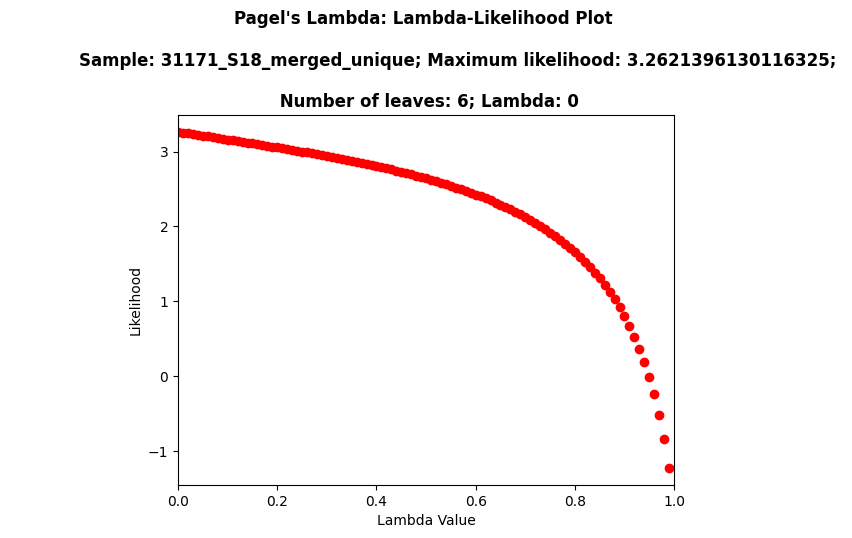 Pagel's Lambda: Lambda-Likelihood Plot
Sample: 31171_S18_merged_unique; Maximum likelihood: 3.2621396130116325;
Number of leaves: 6; Lambda: 0
3
2
1
0
−1
Likelihood
0.0 0.2 0.4 0.6 0.8 1.0
Lambda Value